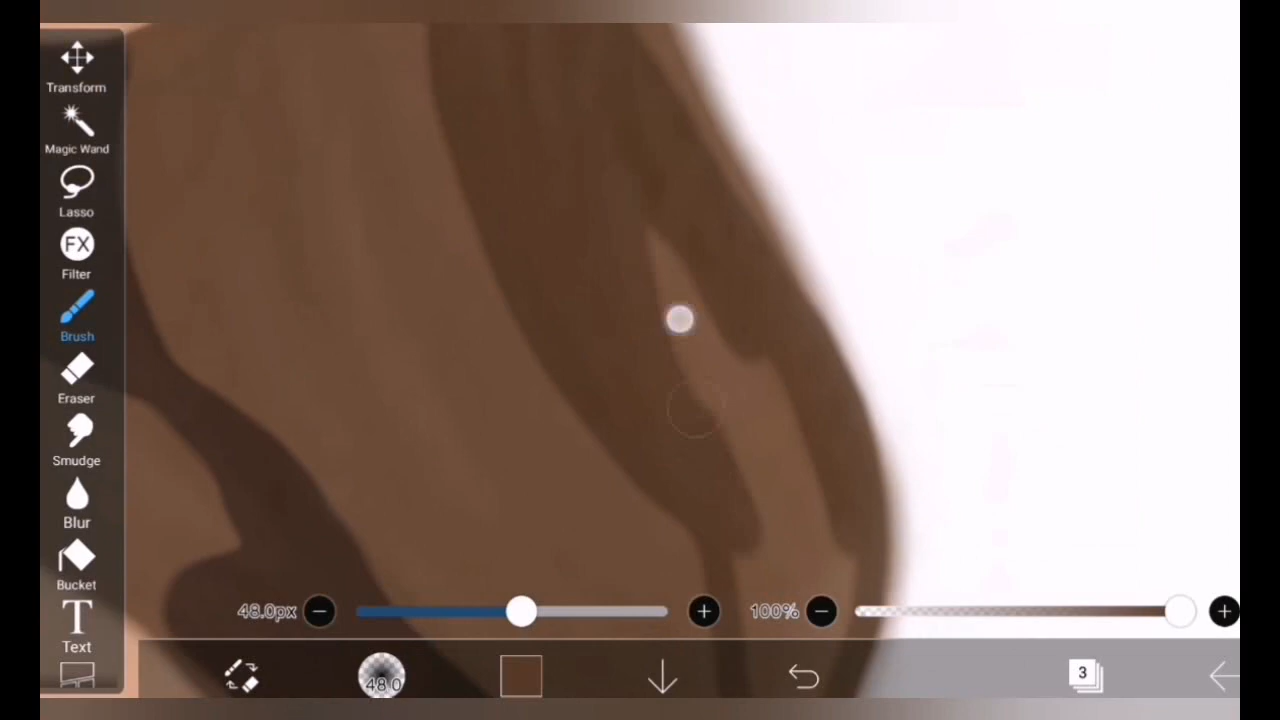 Transform
Magic Wand
Lasso
FX
Filter
Brush
Eraser
Smudge
Blur
Bucket
T
Text
48.0px
100%
48.0
3